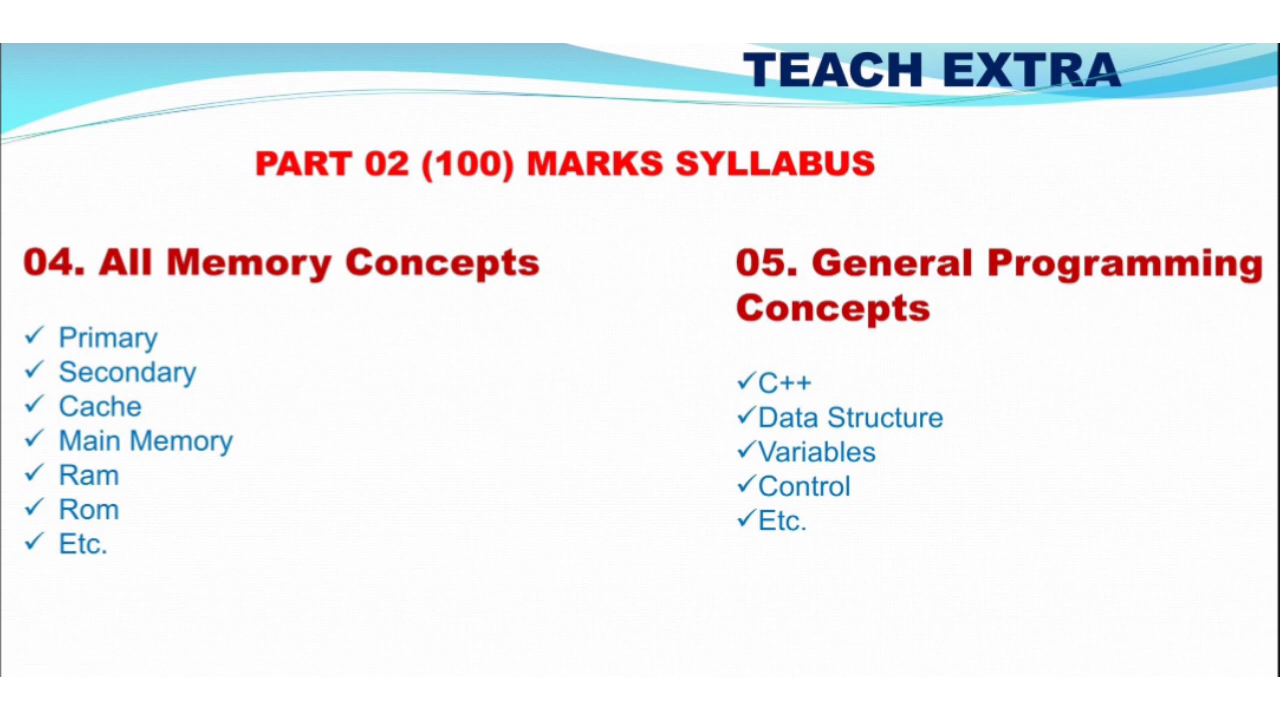 TEACH EXTRA
PART 02 (100) MARKS SYLLABUS
04. All Memory Concepts
✓ Primary
✓ Secondary
✓ Cache
✓ Main Memory
✓ Ram
✓ Rom
✓ Etc.
05. General Programming
Concepts
✓C++
✓Data Structure
✓Variables
✓Control
✓Etc.